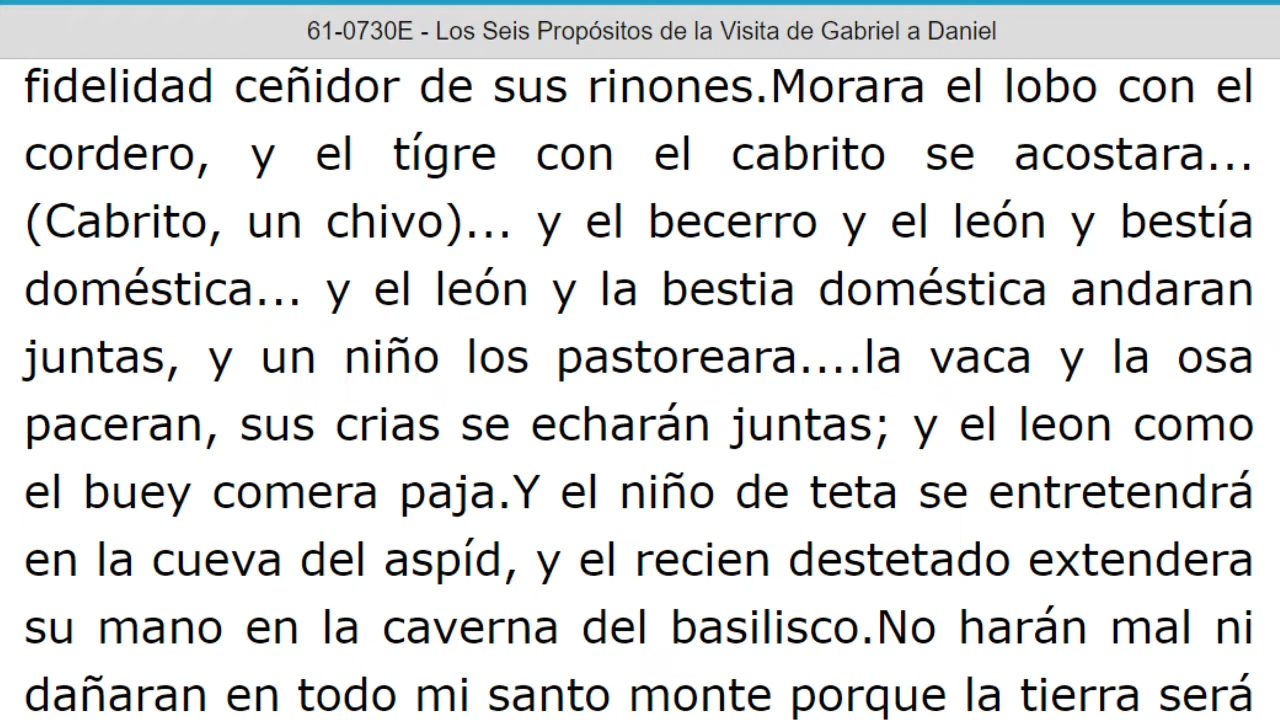 61-0730E - Los Seis Propósitos de la Visita de Gabriel a Daniel
fidelidad ceñidor de sus rinones.Morara el lobo con el
cordero, y el tígre con el cabrito se acostara...
(Cabrito, un chivo)... y el becerro y el león y bestía
doméstica... y el león y la bestia doméstica andaran
juntas, y un niño los pastoreara....la vaca y la osa
paceran, sus crias se echarán juntas; y el leon como
el buey comera paja.Y el niño de teta se entretendrá
en la cueva del aspíd, y el recien destetado extendera
su mano en la caverna del basilisco.No harán mal ni
dañaran en todo mi santo monte porque la tierra será